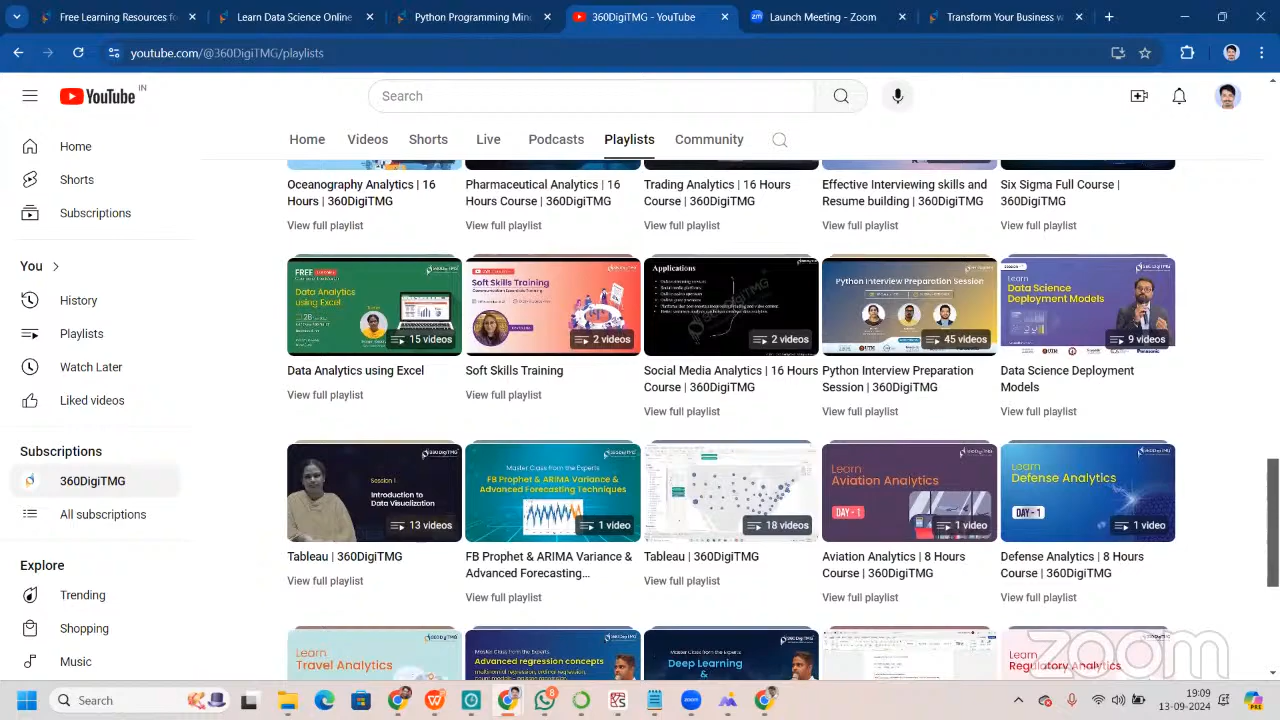 Free Learning Resources fo
Learn Data Science Online
Python Programming Min
360DigiTMG - YouTube
Launch Meeting - Zoom
Transform Your Business w
youtube.com/@360DigiTMG/playlists
YouTube IN
Search
Home
Videos
Shorts
Live
Podcasts
Playlists
Community
Home
Shorts
Subscriptions
You
History
Playlists
Watch Later
Liked videos
Subscriptions
360DigiTMG
All subscriptions
Explore
Trending
Shopping
Music
Oceanography Analytics | 16
Hours | 360DigiTMG
View full playlist
Pharmaceutical Analytics | 16
Hours Course | 360DigiTMG
View full playlist
Trading Analytics | 16 Hours
Course | 360DigiTMG
View full playlist
Effective Interviewing skills and
Resume building | 360DigiTMG
View full playlist
Six Sigma Full Course |
360DigiTMG
View full playlist
FREE
Data Analytics
using Excel
15 videos
Data Analytics using Excel
View full playlist
Soft Skills Training
2 videos
Soft Skills Training
View full playlist
Applications
2 videos
Social Media Analytics | 16 Hours
Course | 360DigiTMG
View full playlist
Python Interview Preparation Session
45 videos
Python Interview Preparation
Session | 360DigiTMG
View full playlist
Learn
Data Science
Deployment Models
9 videos
Data Science Deployment
Models
View full playlist
Session 1
Introduction to
Data Visualization
13 videos
Tableau | 360DigiTMG
View full playlist
Master Class from the Experts
FB Prophet & ARIMA Variance &
Advanced Forecasting Techniques
1 video
FB Prophet & ARIMA Variance &
Advanced Forecasting...
View full playlist
18 videos
Tableau | 360DigiTMG
View full playlist
Learn
Aviation Analytics
DAY - 1
1 video
Aviation Analytics | 8 Hours
Course | 360DigiTMG
View full playlist
Learn
Defense Analytics
DAY - 1
1 video
Defense Analytics | 8 Hours
Course | 360DigiTMG
View full playlist
Learn
Travel Analytics
Master Class from the Experts
Advanced regression concepts
Master Class from the Experts
Deep Learning
&
Learn
Regulatory Analytics
zoom
Search
8
zoom
19:09
13-09-2024